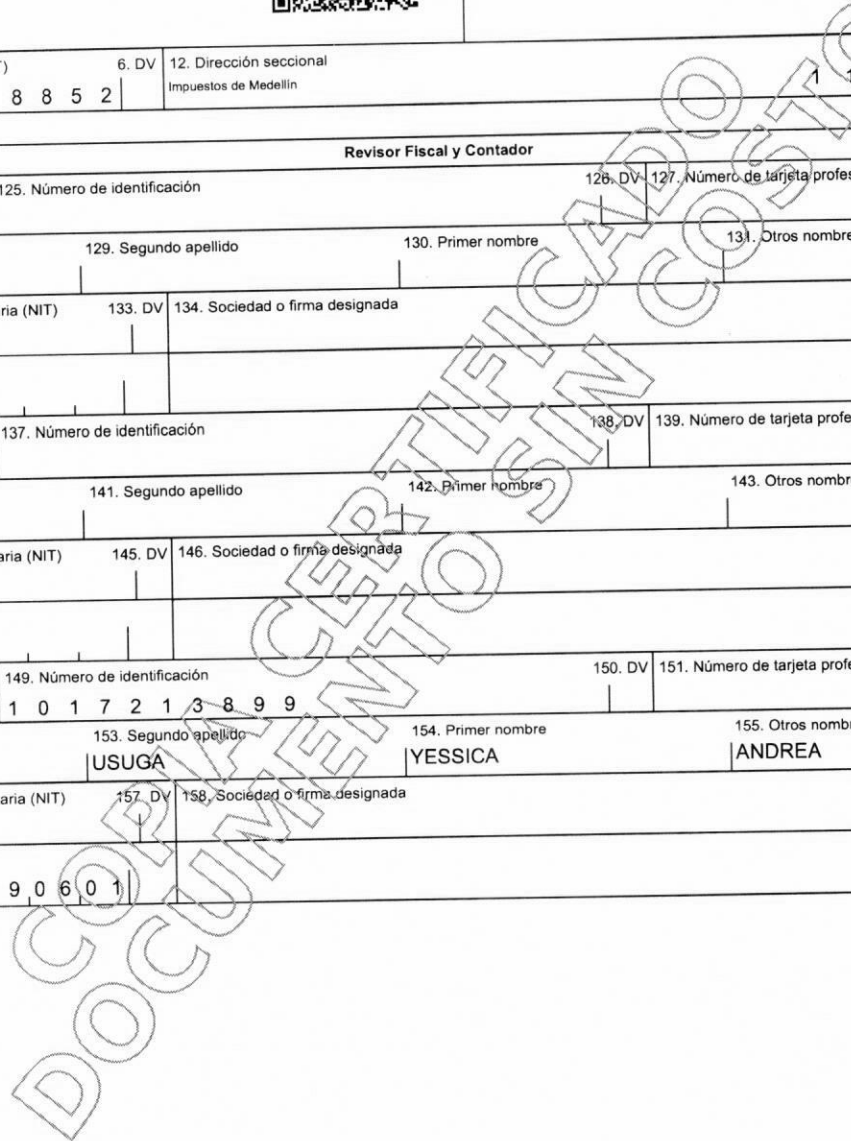 ) 6. DV 12. Dirección seccional
8 8 5 2 Impuestos de Medellín 1 1
Revisor Fiscal y Contador
125. Número de identificación 126. DV 127. Número de tarjeta profes
129. Segundo apellido 130. Primer nombre 131. Otros nombre
ria (NIT) 133. DV 134. Sociedad o firma designada
137. Número de identificación 138. DV 139. Número de tarjeta profe
141. Segundo apellido 142. Primer nombre 143. Otros nombr
aria (NIT) 145. DV 146. Sociedad o firma designada
149. Número de identificación 150. DV 151. Número de tarjeta profe
1 0 1 7 2 1 3 8 9 9
153. Segundo apellido 154. Primer nombre 155. Otros nombr
USUGA YESSICA ANDREA
aria (NIT) 157. DV 158. Sociedad o firma designada
9 0 6 0 1
COPIA CERTIFICADO
DOCUMENTO SIN COSTO